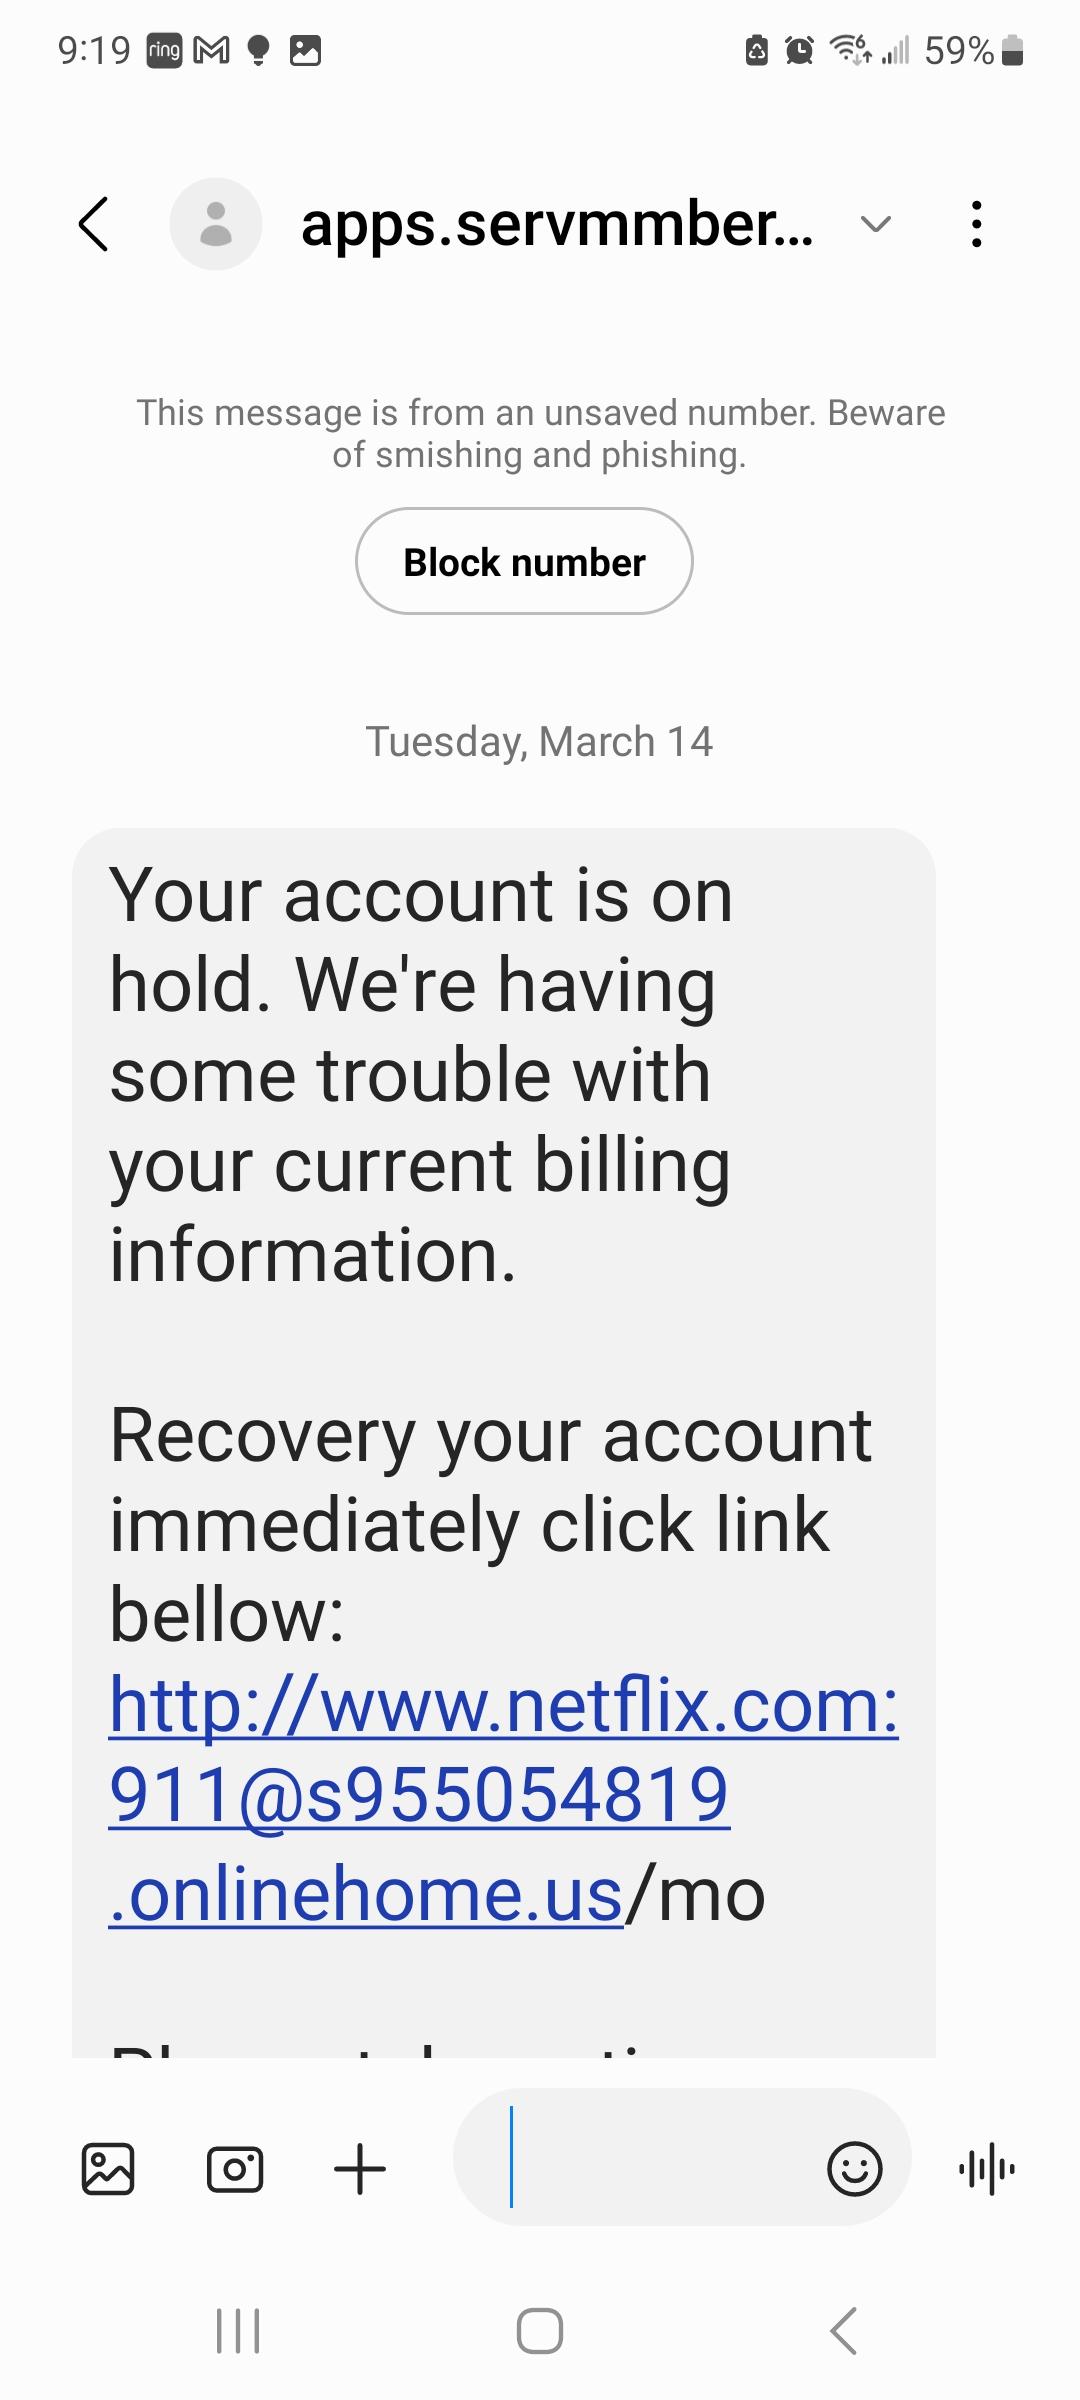 9:19 ring 6 59%
apps.servmmber...
This message is from an unsaved number. Beware
of smishing and phishing.
Block number
Tuesday, March 14
Your account is on
hold. We're having
some trouble with
your current billing
information.
Recovery your account
immediately click link
bellow:
http://www.netflix.com:
911@s955054819
.onlinehome.us/mo